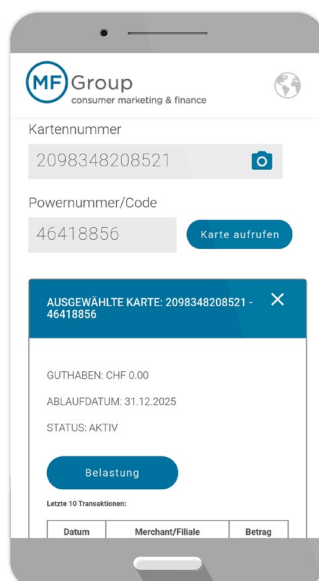 MF Group
consumer marketing & finance
Kartennummer
2098348208521
Powernummer/Code
46418856
Karte aufrufen
AUSGEWÄHLTE KARTE: 2098348208521 -
46418856
GUTHABEN: CHF 0.00
ABLAUFDATUM: 31.12.2025
STATUS: AKTIV
Belastung
Letzte 10 Transaktionen:
Datum Merchant/Filiale Betrag